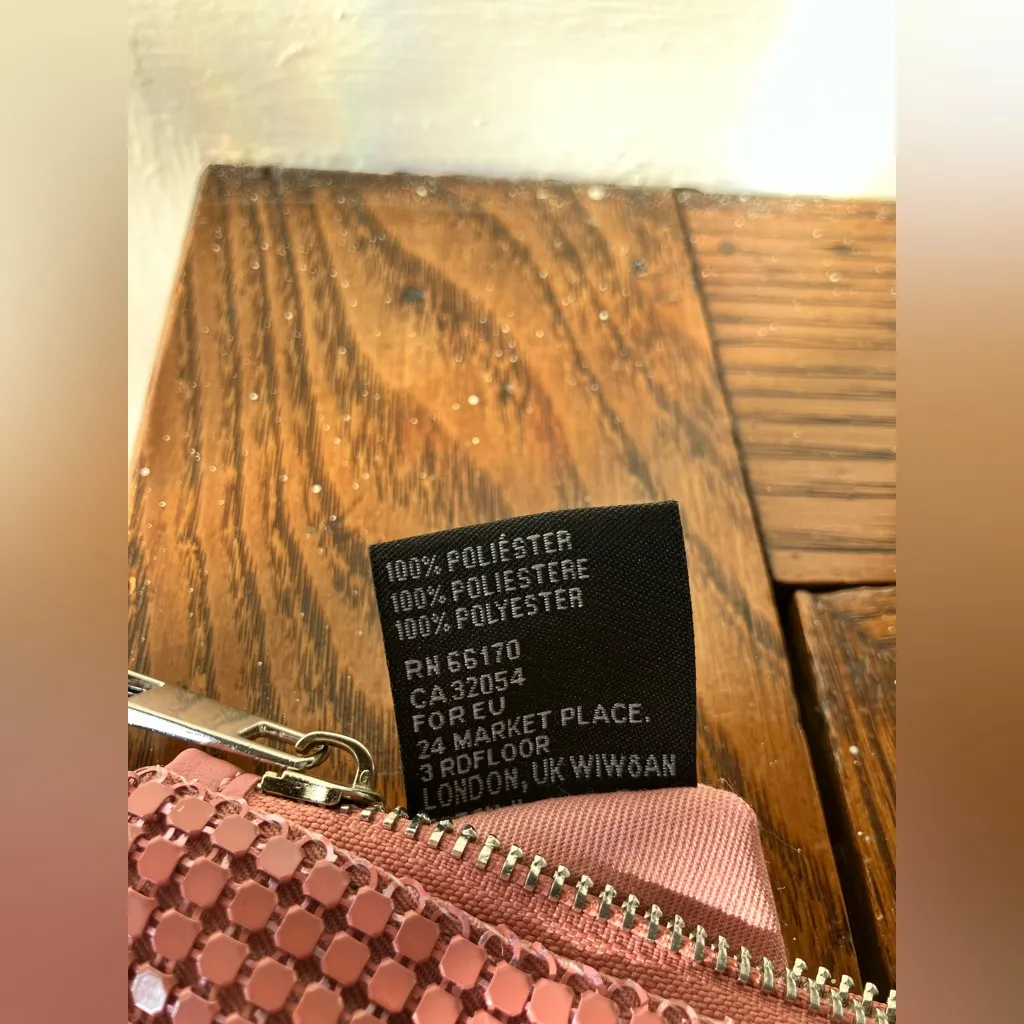 100% POLIÉSTER
100% POLIESTERE
100% POLYESTER
RN 66170
CA 32054
FOR EU
24 MARKET PLACE.
3 RDFLOOR
LONDON, UK WIW8AN